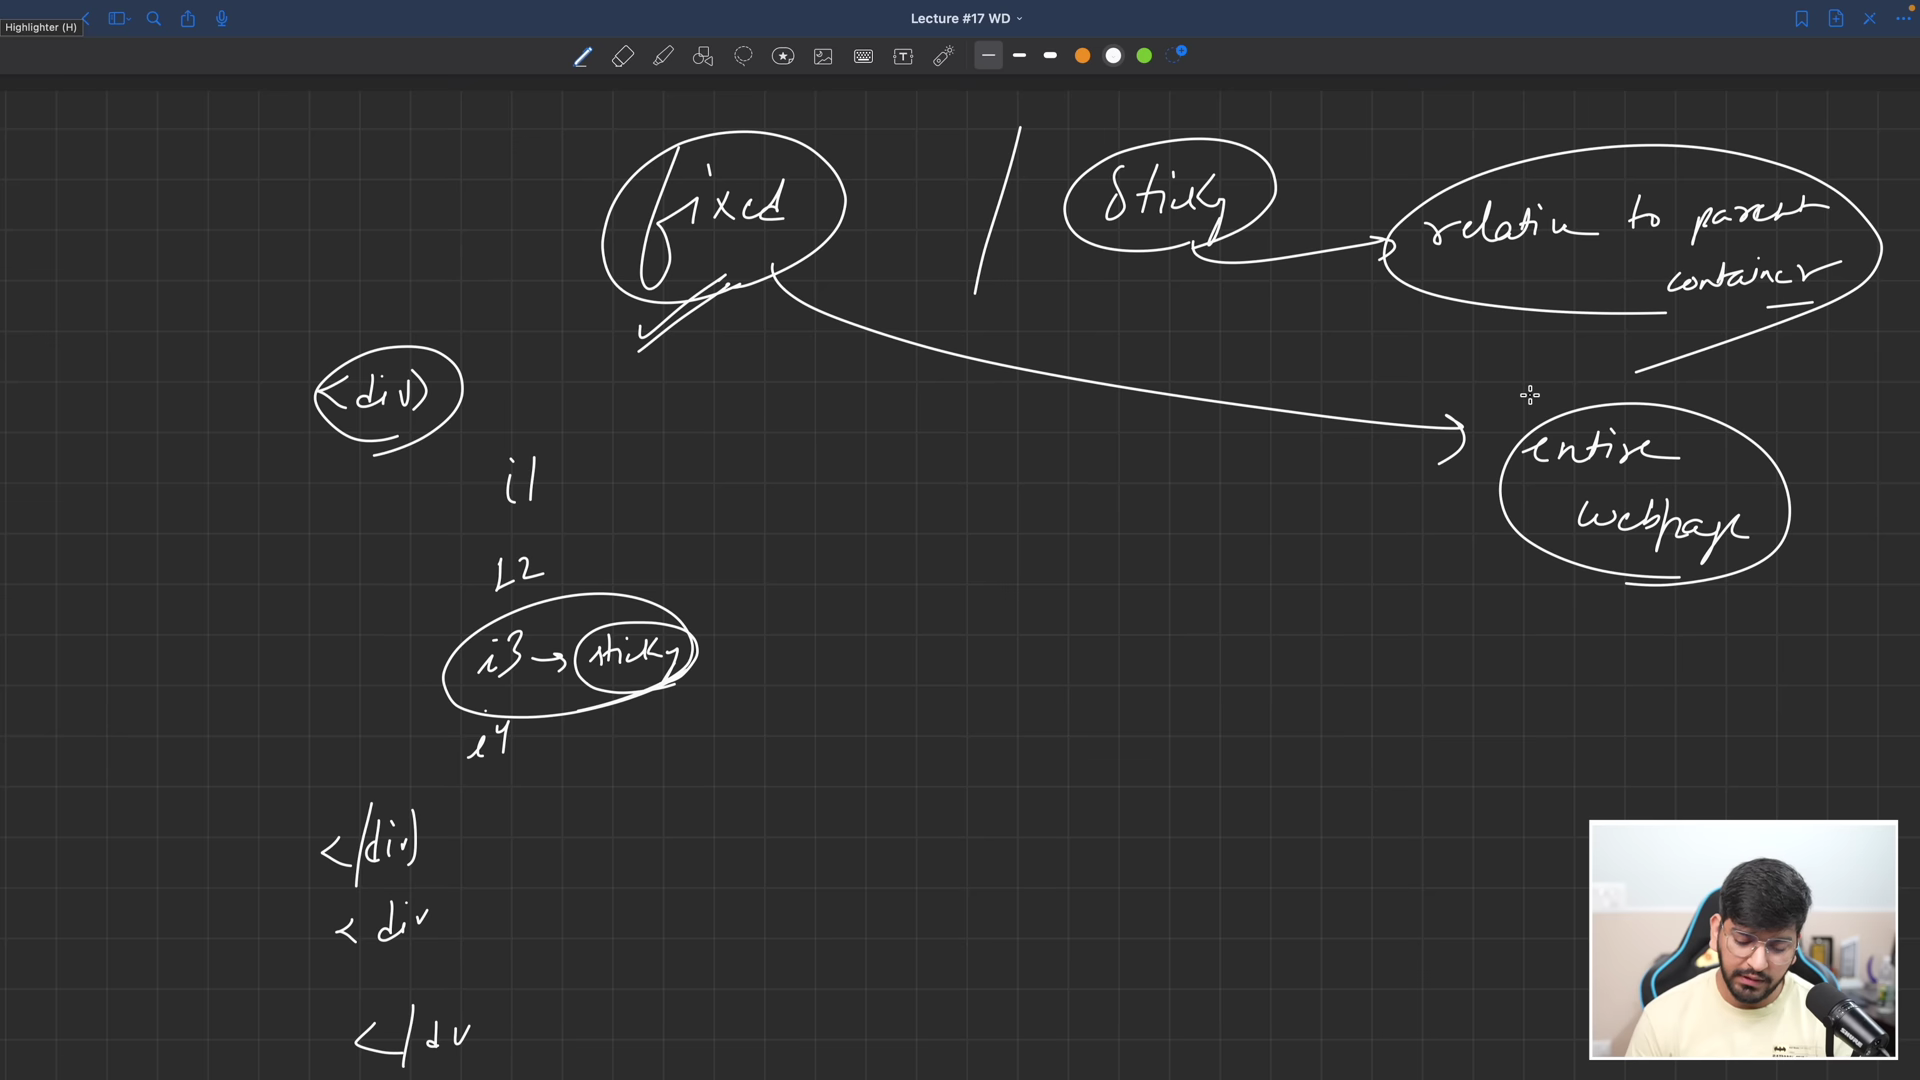 Lecture #17 WD
Highlighter (H)
fixed / Sticky
relative to parent
container
<div>
entire
webpage
i1
i2
i3 → sticky
i4
</div>
< div
</ dv